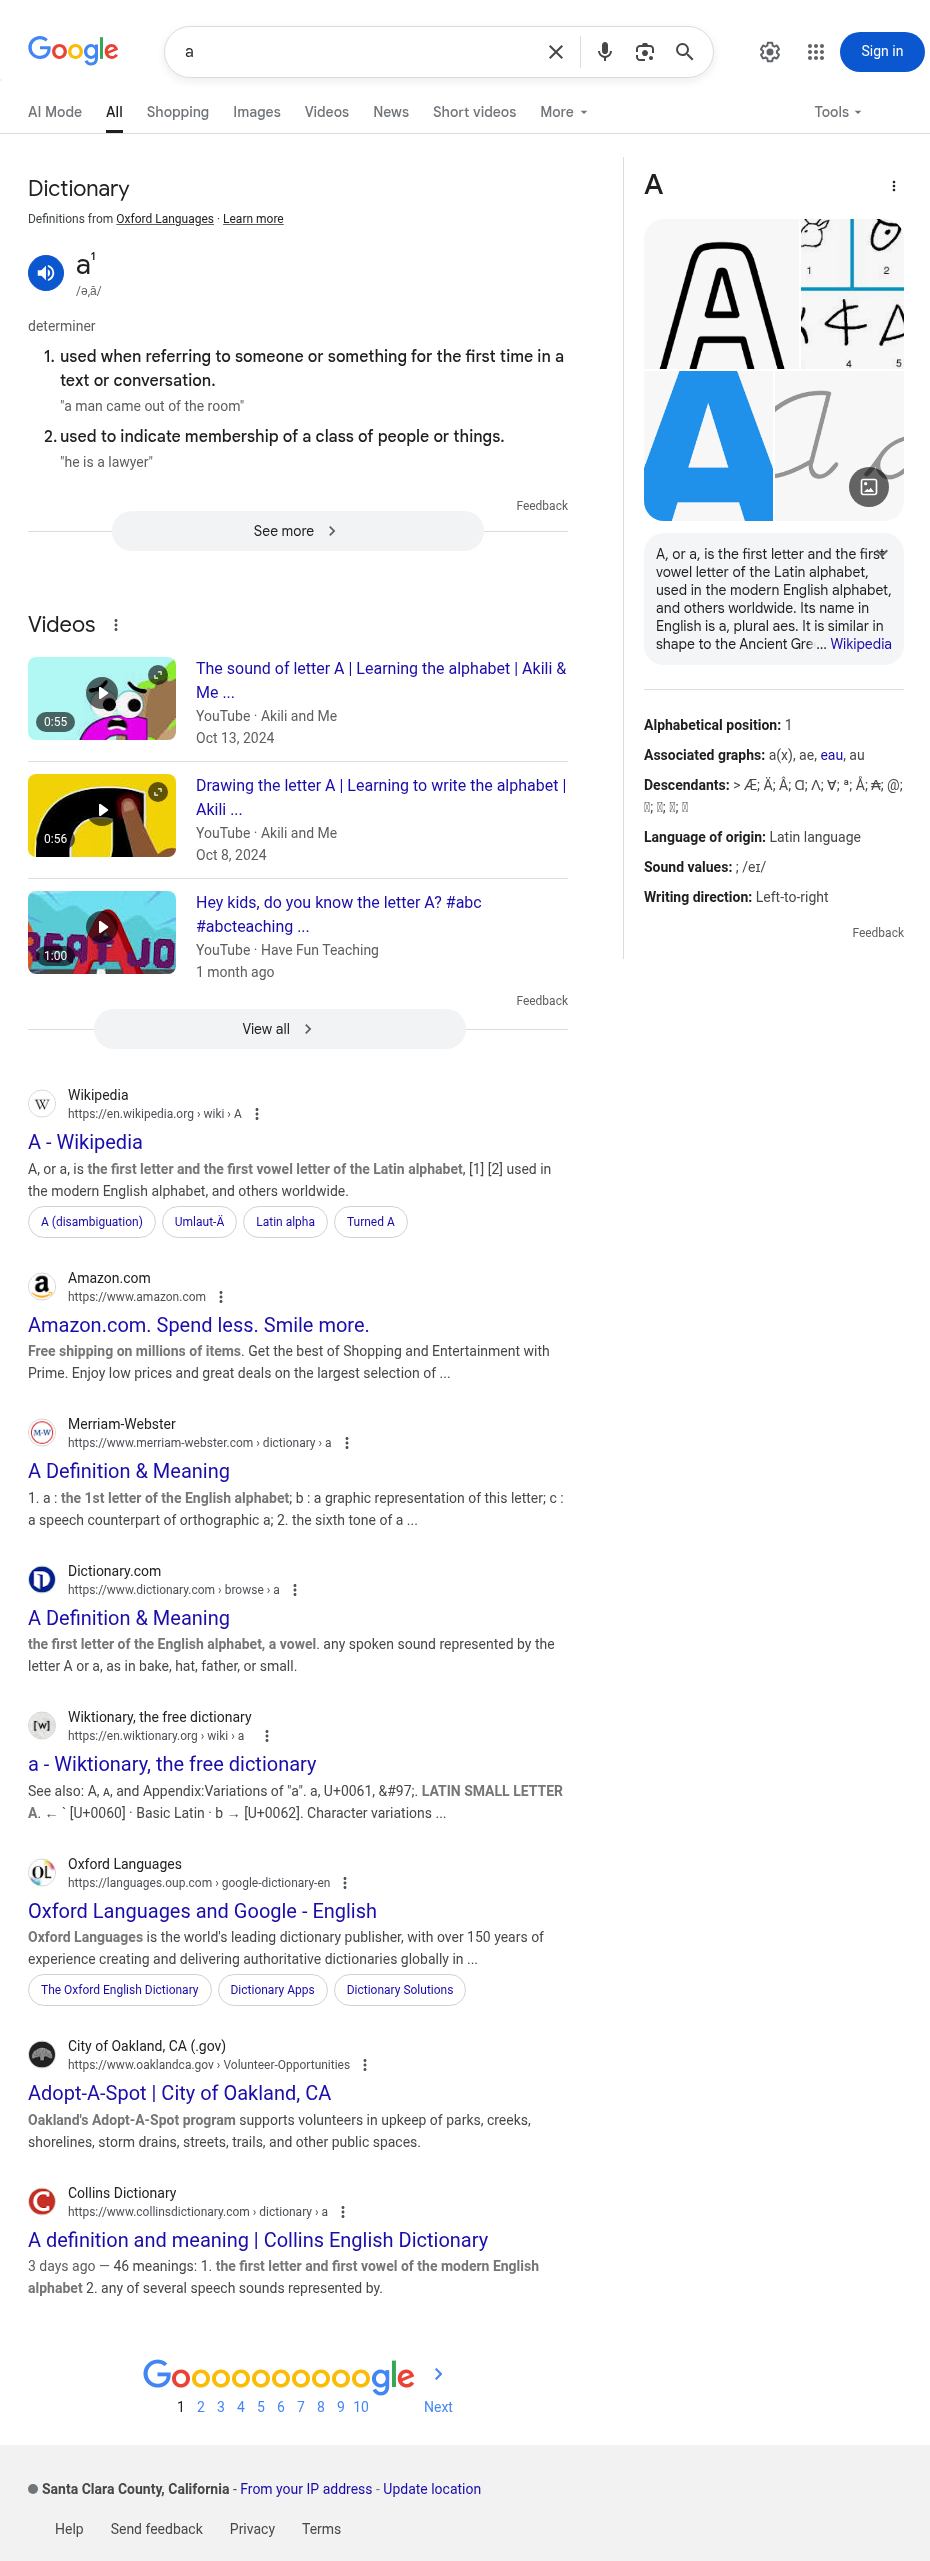 Google
a
Sign in
AI Mode
All
Shopping
Images
Videos
News
Short videos
More
Tools
Dictionary
Definitions from Oxford Languages · Learn more
a¹
/ə,ā/
determiner
1. used when referring to someone or something for the first time in a
text or conversation.
"a man came out of the room"
2. used to indicate membership of a class of people or things.
"he is a lawyer"
Feedback
See more
Videos
0:55
The sound of letter A | Learning the alphabet | Akili &
Me ...
YouTube · Akili and Me
Oct 13, 2024
0:56
Drawing the letter A | Learning to write the alphabet |
Akili ...
YouTube · Akili and Me
Oct 8, 2024
1:00
Hey kids, do you know the letter A? #abc
#abcteaching ...
YouTube · Have Fun Teaching
1 month ago
Feedback
View all
Wikipedia
https://en.wikipedia.org › wiki › A
A - Wikipedia
A, or a, is the first letter and the first vowel letter of the Latin alphabet, [1] [2] used in
the modern English alphabet, and others worldwide.
A (disambiguation)
Umlaut-Ä
Latin alpha
Turned A
Amazon.com
https://www.amazon.com
Amazon.com. Spend less. Smile more.
Free shipping on millions of items. Get the best of Shopping and Entertainment with
Prime. Enjoy low prices and great deals on the largest selection of ...
Merriam-Webster
https://www.merriam-webster.com › dictionary › a
A Definition & Meaning
1. a : the 1st letter of the English alphabet; b : a graphic representation of this letter; c :
a speech counterpart of orthographic a; 2. the sixth tone of a ...
Dictionary.com
https://www.dictionary.com › browse › a
A Definition & Meaning
the first letter of the English alphabet, a vowel. any spoken sound represented by the
letter A or a, as in bake, hat, father, or small.
Wiktionary, the free dictionary
https://en.wiktionary.org › wiki › a
a - Wiktionary, the free dictionary
See also: A, ᴀ, and Appendix:Variations of "a". a, U+0061, &#97;. LATIN SMALL LETTER
A. ← ` [U+0060] · Basic Latin · b → [U+0062]. Character variations ...
Oxford Languages
https://languages.oup.com › google-dictionary-en
Oxford Languages and Google - English
Oxford Languages is the world's leading dictionary publisher, with over 150 years of
experience creating and delivering authoritative dictionaries globally in ...
The Oxford English Dictionary
Dictionary Apps
Dictionary Solutions
City of Oakland, CA (.gov)
https://www.oaklandca.gov › Volunteer-Opportunities
Adopt-A-Spot | City of Oakland, CA
Oakland's Adopt-A-Spot program supports volunteers in upkeep of parks, creeks,
shorelines, storm drains, streets, trails, and other public spaces.
Collins Dictionary
https://www.collinsdictionary.com › dictionary › a
A definition and meaning | Collins English Dictionary
3 days ago — 46 meanings: 1. the first letter and first vowel of the modern English
alphabet 2. any of several speech sounds represented by.
A
A
1
2
4
5
A
a
A, or a, is the first letter and the first
vowel letter of the Latin alphabet,
used in the modern English alphabet,
and others worldwide. Its name in
English is a, plural aes. It is similar in
shape to the Ancient Gre... Wikipedia
Alphabetical position: 1
Associated graphs: a(x), ae, eau, au
Descendants: > Æ; Ä; Â; Ɑ; Λ; Ɐ; ª; Å; ₳; @;
Language of origin: Latin language
Sound values: ; /eɪ/
Writing direction: Left-to-right
Feedback
Goooooooooogle
1 2 3 4 5 6 7 8 9 10 Next
Santa Clara County, California - From your IP address - Update location
Help
Send feedback
Privacy
Terms